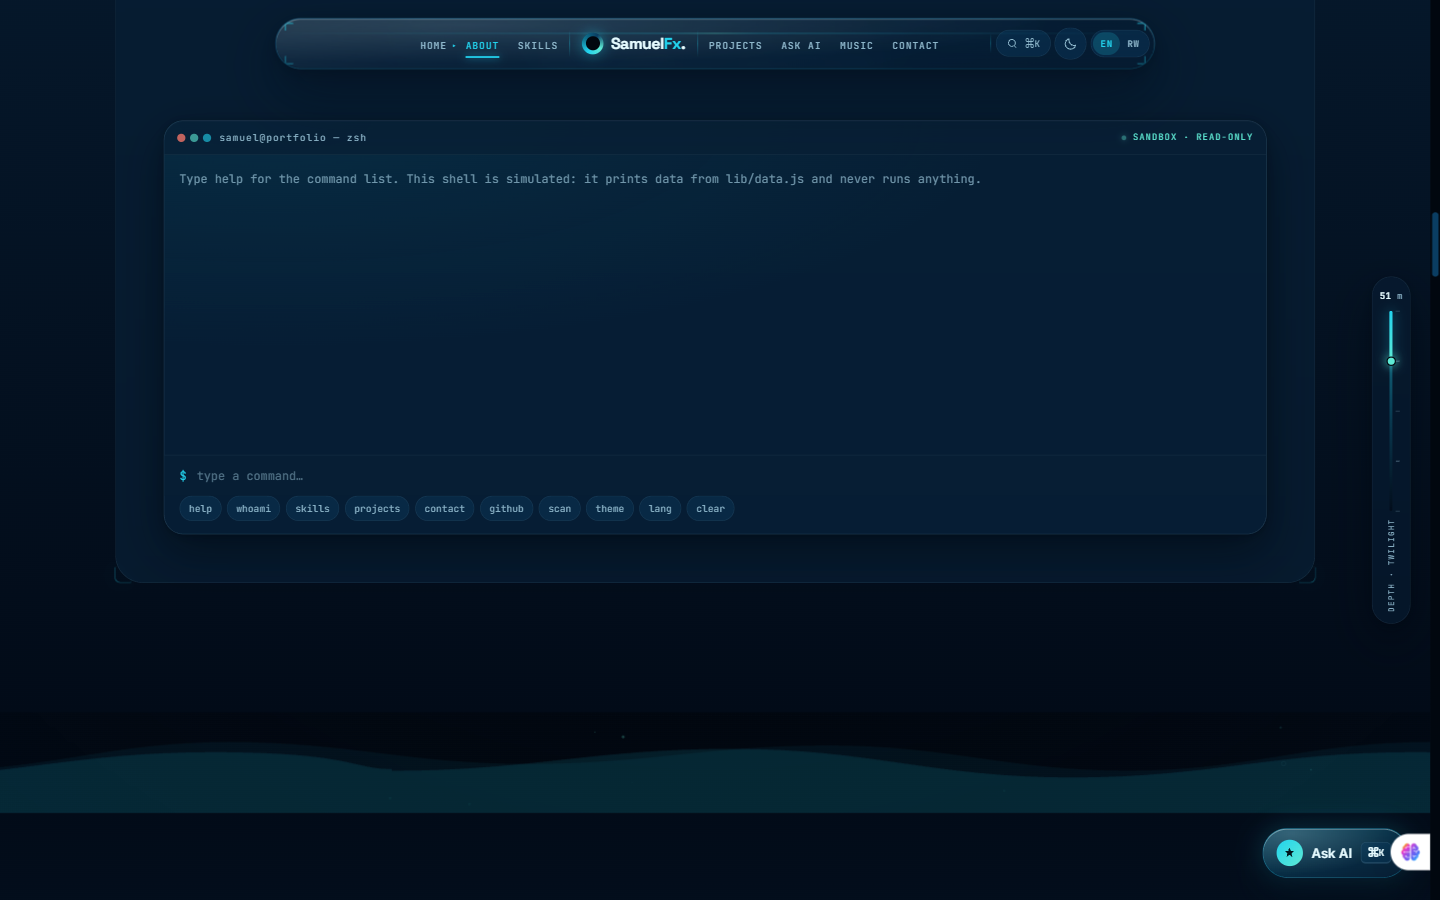 HOME ABOUT SKILLS SamuelFx. PROJECTS ASK AI MUSIC CONTACT ⌘K EN RW
samuel@portfolio — zsh
SANDBOX · READ-ONLY
Type help for the command list. This shell is simulated: it prints data from lib/data.js and never runs anything.
$ type a command…
help whoami skills projects contact github scan theme lang clear
51 m
DEPTH · TWILIGHT
Ask AI ⌘K